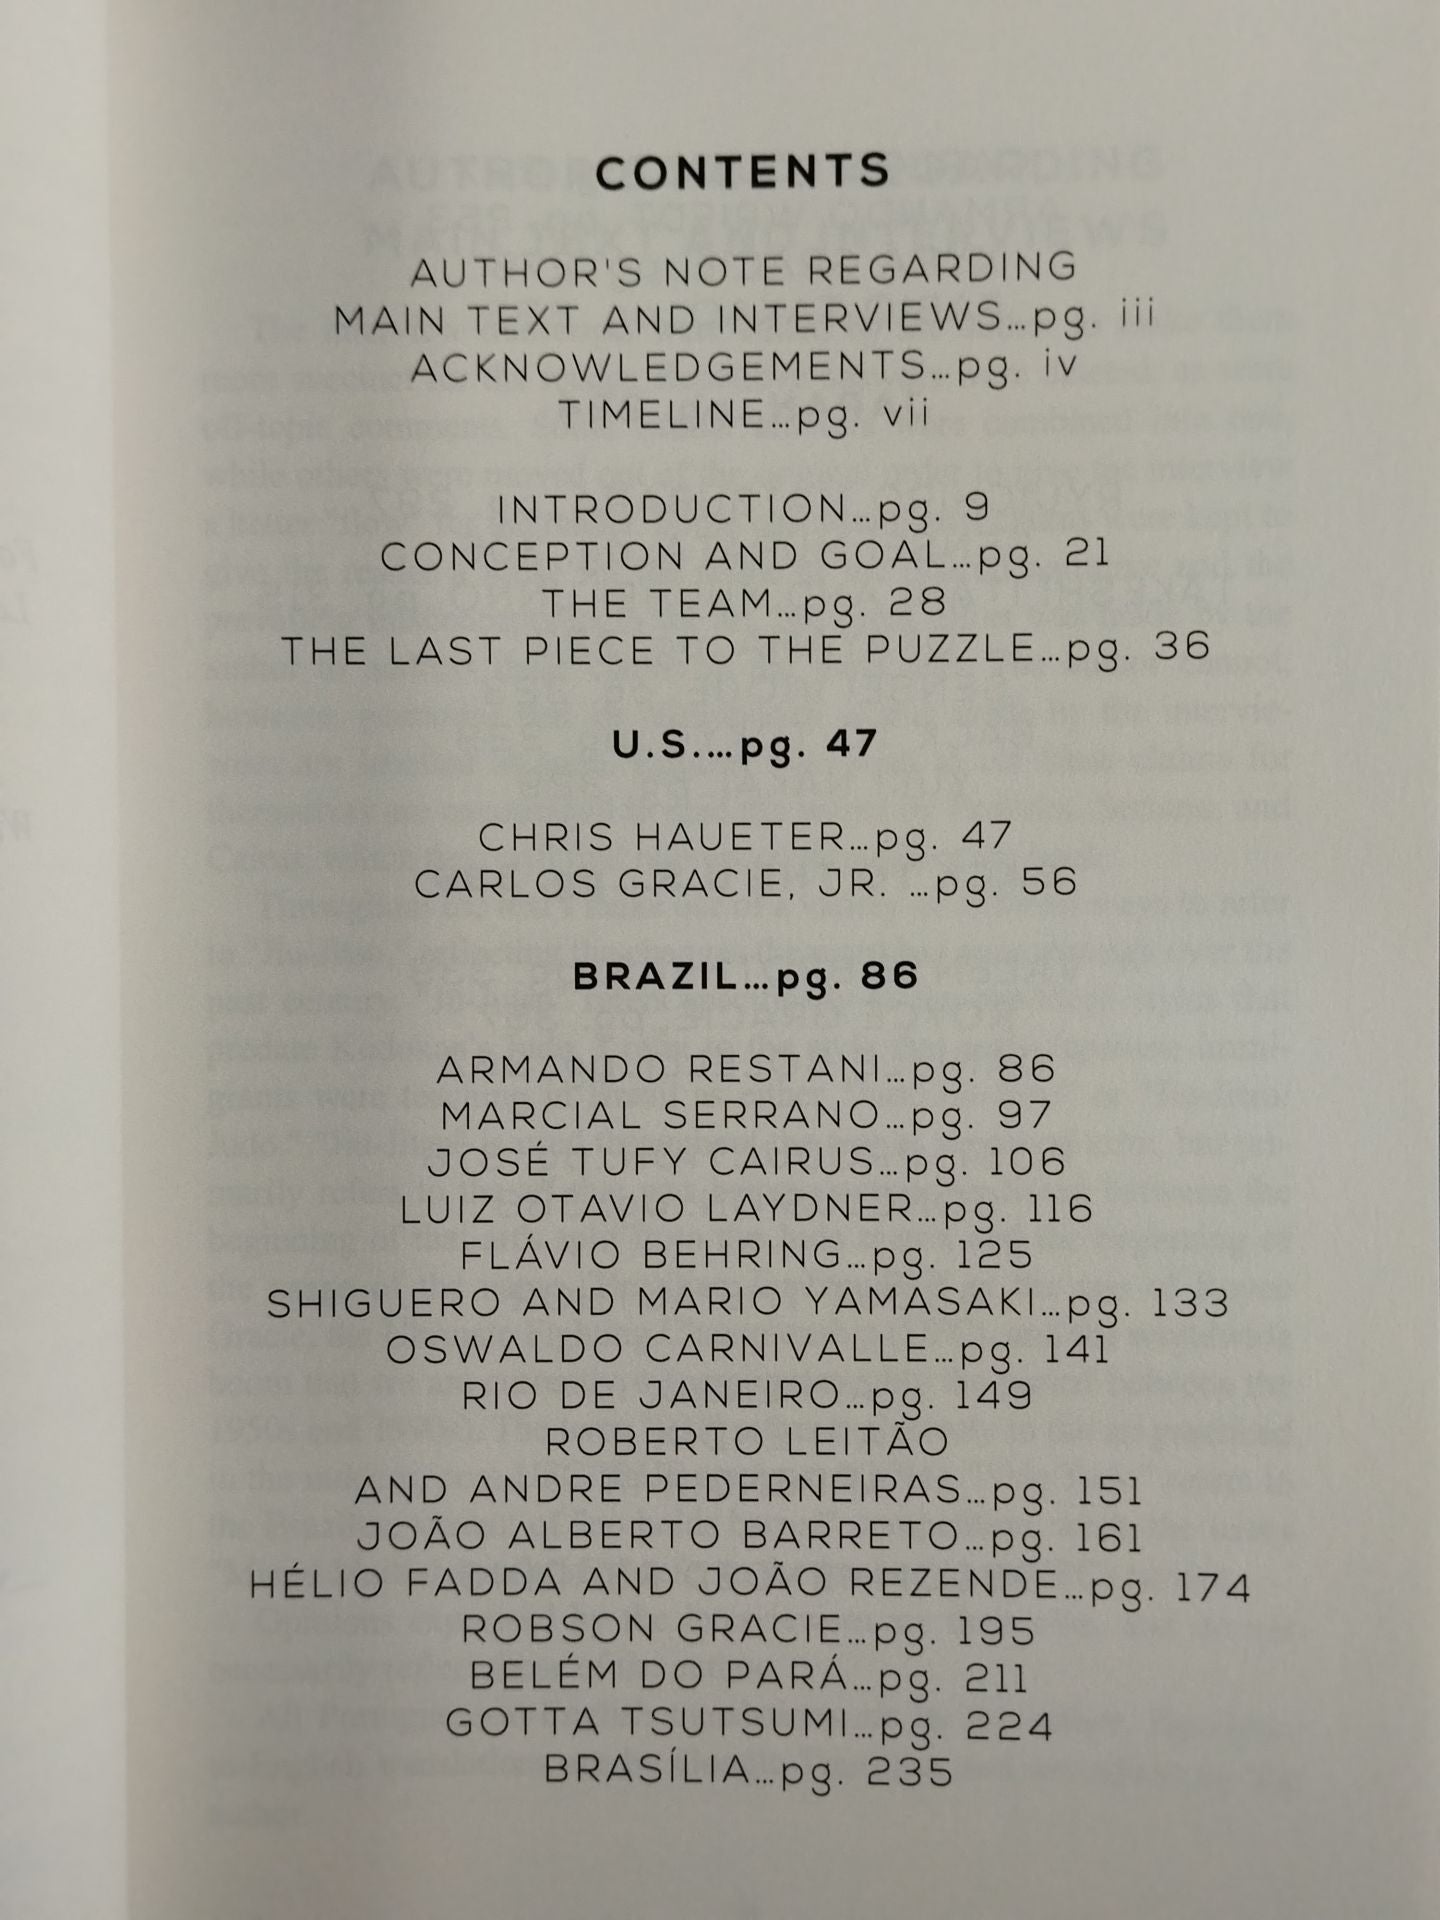 CONTENTS
AUTHOR'S NOTE REGARDING
MAIN TEXT AND INTERVIEWS...pg. iii
ACKNOWLEDGEMENTS...pg. iv
TIMELINE...pg. vii
INTRODUCTION...pg. 9
CONCEPTION AND GOAL...pg. 21
THE TEAM...pg. 28
THE LAST PIECE TO THE PUZZLE...pg. 36
U.S....pg. 47
CHRIS HAUETER...pg. 47
CARLOS GRACIE, JR. ...pg. 56
BRAZIL...pg. 86
ARMANDO RESTANI...pg. 86
MARCIAL SERRANO...pg. 97
JOSÉ TUFY CAIRUS...pg. 106
LUIZ OTAVIO LAYDNER...pg. 116
FLÁVIO BEHRING...pg. 125
SHIGUERO AND MARIO YAMASAKI...pg. 133
OSWALDO CARNIVALLE...pg. 141
RIO DE JANEIRO...pg. 149
ROBERTO LEITÃO
AND ANDRE PEDERNEIRAS...pg. 151
JOÃO ALBERTO BARRETO...pg. 161
HÉLIO FADDA AND JOÃO REZENDE...pg. 174
ROBSON GRACIE...pg. 195
BELÉM DO PARÁ...pg. 211
GOTTA TSUTSUMI...pg. 224
BRASÍLIA...pg. 235